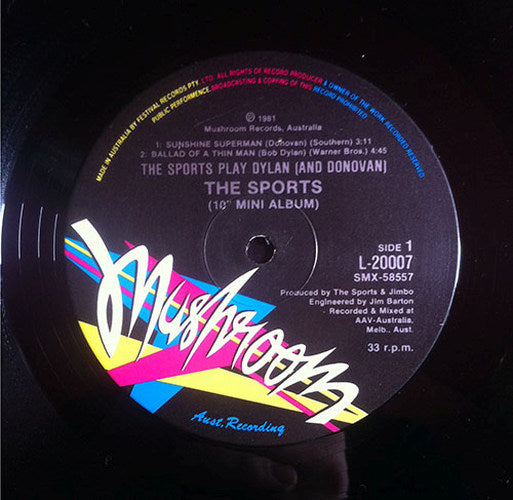 MADE IN AUSTRALIA BY FESTIVAL RECORDS PTY. LTD. ALL RIGHTS OF RECORD PRODUCER & OWNER OF THE WORK RECORDED RESERVED
PUBLIC PERFORMANCE, BROADCASTING & COPYING OF THIS RECORD PROHIBITED
℗ 1981
Mushroom Records, Australia
1: SUNSHINE SUPERMAN (Donovan) (Southern) 3:11
2: BALLAD OF A THIN MAN (Bob Dylan) (Warner Bros.) 4:45
THE SPORTS PLAY DYLAN (AND DONOVAN)
THE SPORTS
(10" MINI ALBUM)
SIDE 1
L-20007
SMX-58557
Produced by The Sports & Jimbo
Engineered by Jim Barton
Recorded & Mixed at
AAV-Australia,
Melb., Aust.
33 r.p.m.
Mushroom
Aust. Recording